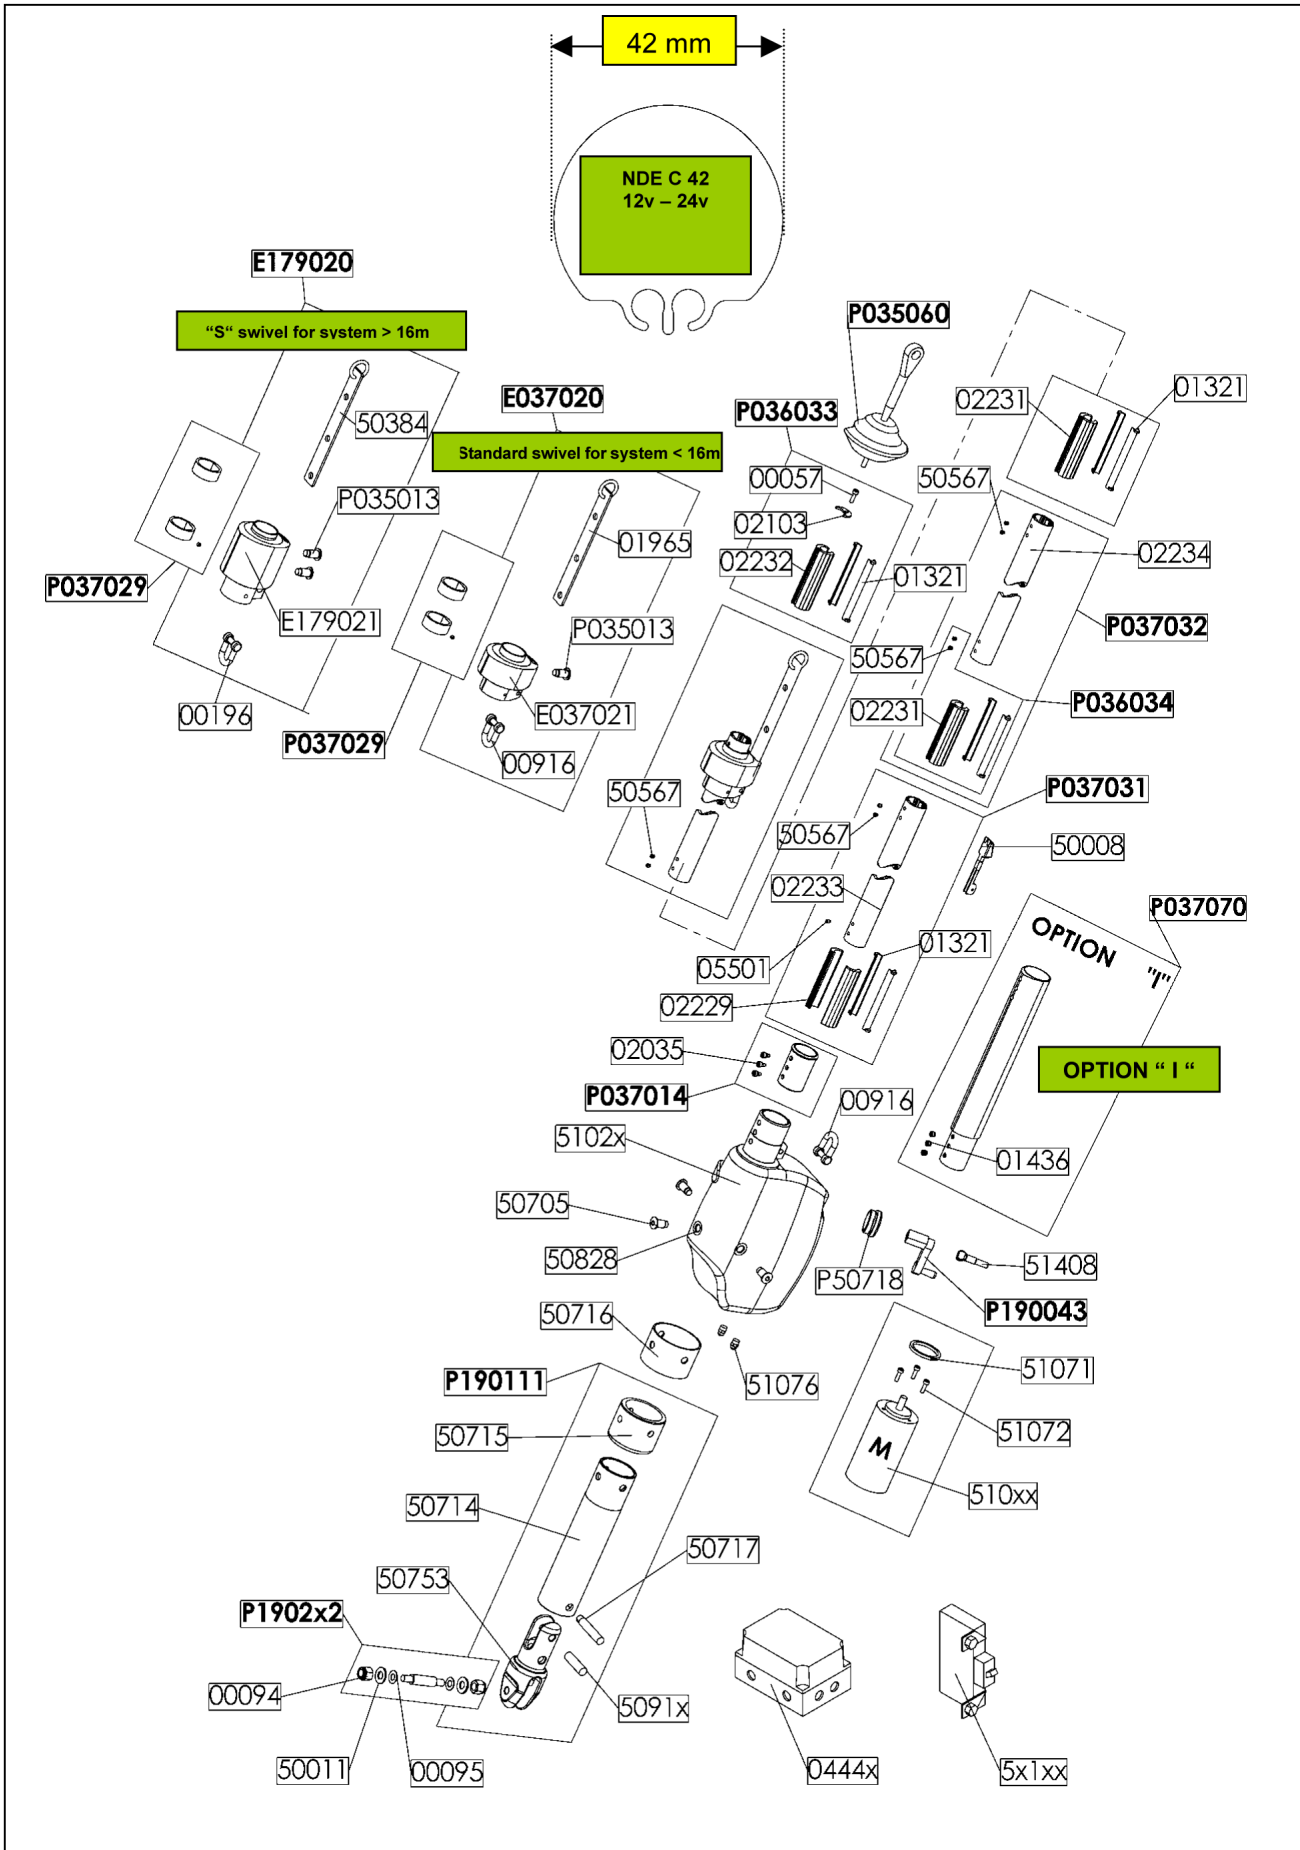 42 mm
NDE C 42
12v – 24v
E179020
“S“ swivel for system > 16m
P035060
01321
02231
50384
E037020
P036033
Standard swivel for system < 16m
00057
50567
P035013
02103
01965
02234
02232
01321
P037029
E179021
P035013
P037032
50567
00196
E037021
P036034
02231
P037029
00916
50567
P037031
50567
50008
02233
P037070
OPTION "I"
01321
05501
02229
02035
OPTION “ I “
P037014
00916
5102x
01436
50705
50828
P50718
51408
P190043
50716
51071
P190111
51076
50715
51072
M
510xx
50714
50717
50753
P1902x2
00094
5091x
50011
00095
0444x
5x1xx